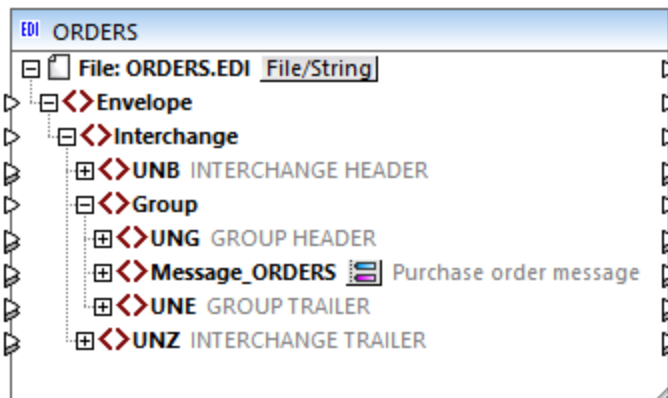 EDI ORDERS
File: ORDERS.EDI File/String
Envelope
Interchange
UNB INTERCHANGE HEADER
Group
UNG GROUP HEADER
Message_ORDERS Purchase order message
UNE GROUP TRAILER
UNZ INTERCHANGE TRAILER